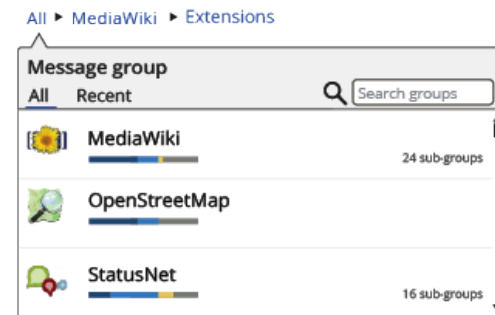 All ▸ MediaWiki ▸ Extensions
Message group
All Recent Search groups
MediaWiki
24 sub-groups
OpenStreetMap
StatusNet
16 sub-groups